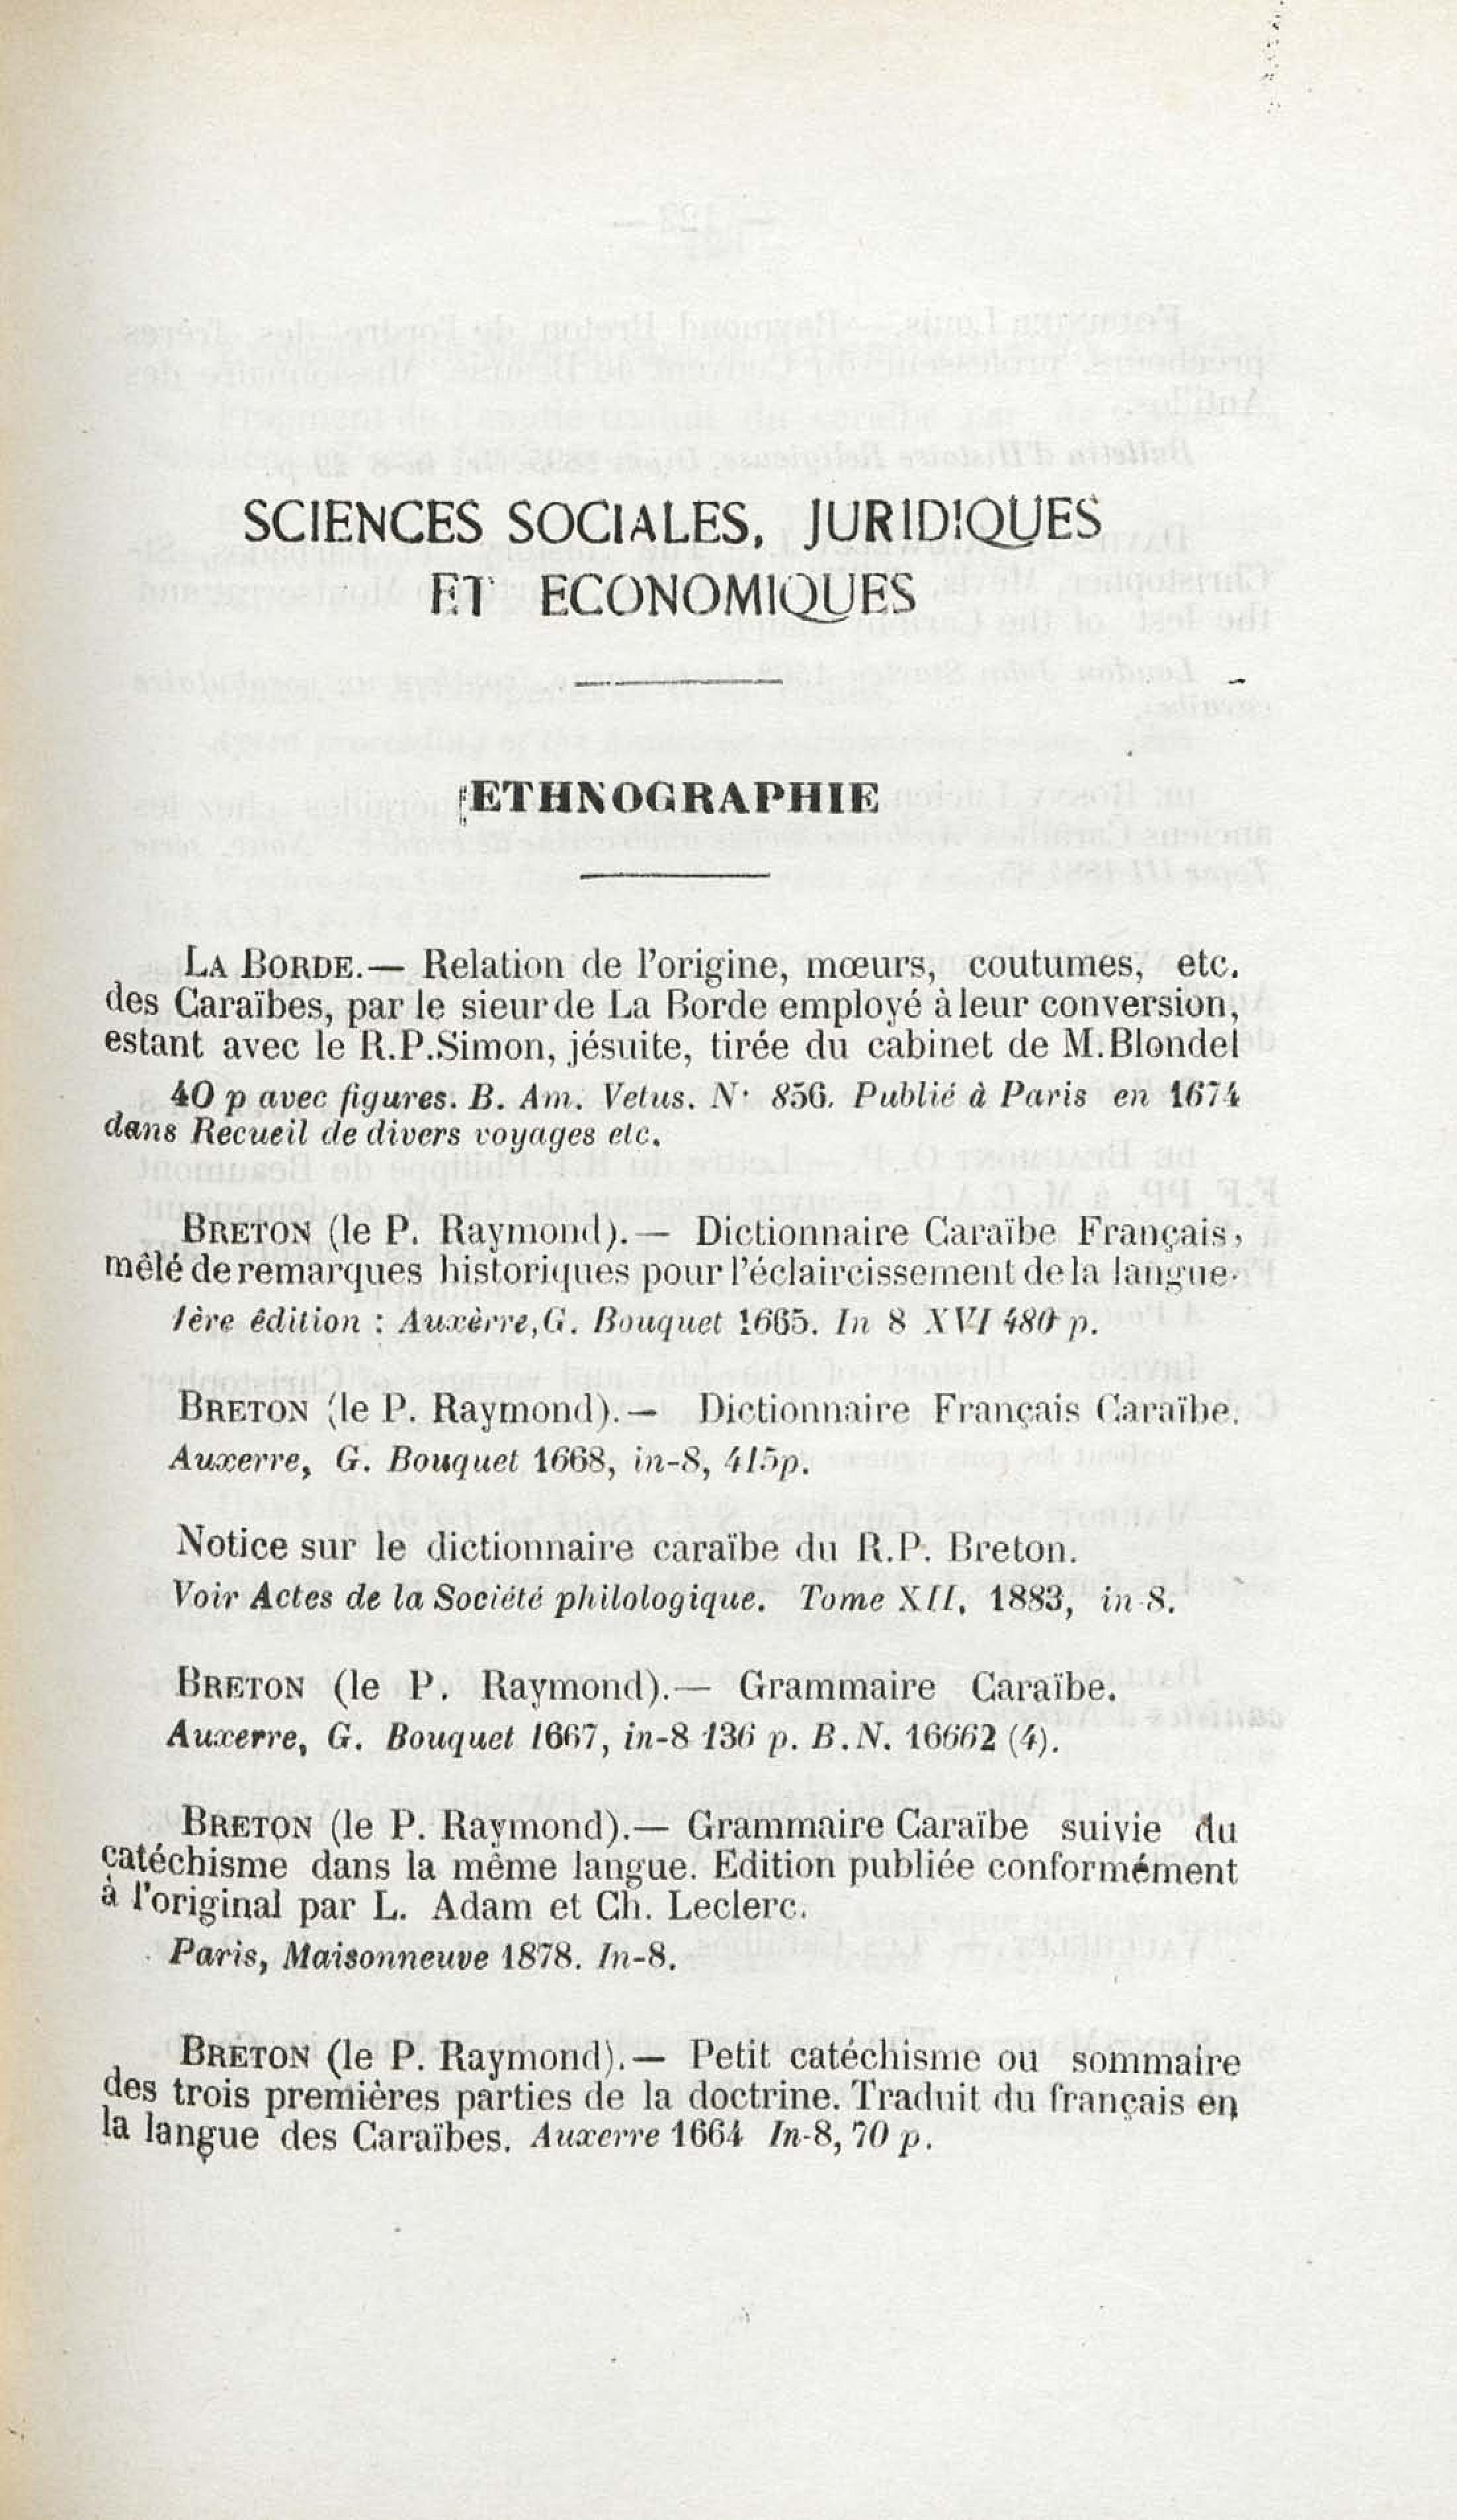 SCIENCES SOCIALES, JURIDIQUES
ET ECONOMIQUES
ETHNOGRAPHIE
LA BORDE.— Relation de l'origine, mœurs, coutumes, etc.
des Caraïbes, par le sieur de La Borde employé à leur conversion,
estant avec le R.P.Simon, jésuite, tirée du cabinet de M.Blondel
40 p avec figures. B. Am. Vetus. N· 856. Publié à Paris en 1674
dans Recueil de divers voyages etc.
BRETON (le P. Raymond).— Dictionnaire Caraïbe Français,
mêlé de remarques historiques pour l'éclaircissement de la langue.
1ère édition : Auxèrre, G. Bouquet 1665. In 8 XVI 480 p.
BRETON (le P. Raymond).— Dictionnaire Français Caraïbe.
Auxerre, G. Bouquet 1668, in-8, 415p.
Notice sur le dictionnaire caraïbe du R.P. Breton.
Voir Actes de la Société philologique. Tome XII, 1883, in-8.
BRETON (le P. Raymond).— Grammaire Caraïbe.
Auxerre, G. Bouquet 1667, in-8 136 p. B.N. 16662 (4).
BRETON (le P. Raymond).— Grammaire Caraïbe suivie du
catéchisme dans la même langue. Edition publiée conformément
à l'original par L. Adam et Ch. Leclerc.
Paris, Maisonneuve 1878. In-8.
BRETON (le P. Raymond).— Petit catéchisme ou sommaire
des trois premières parties de la doctrine. Traduit du français en
la langue des Caraïbes. Auxerre 1664 In-8, 70 p.